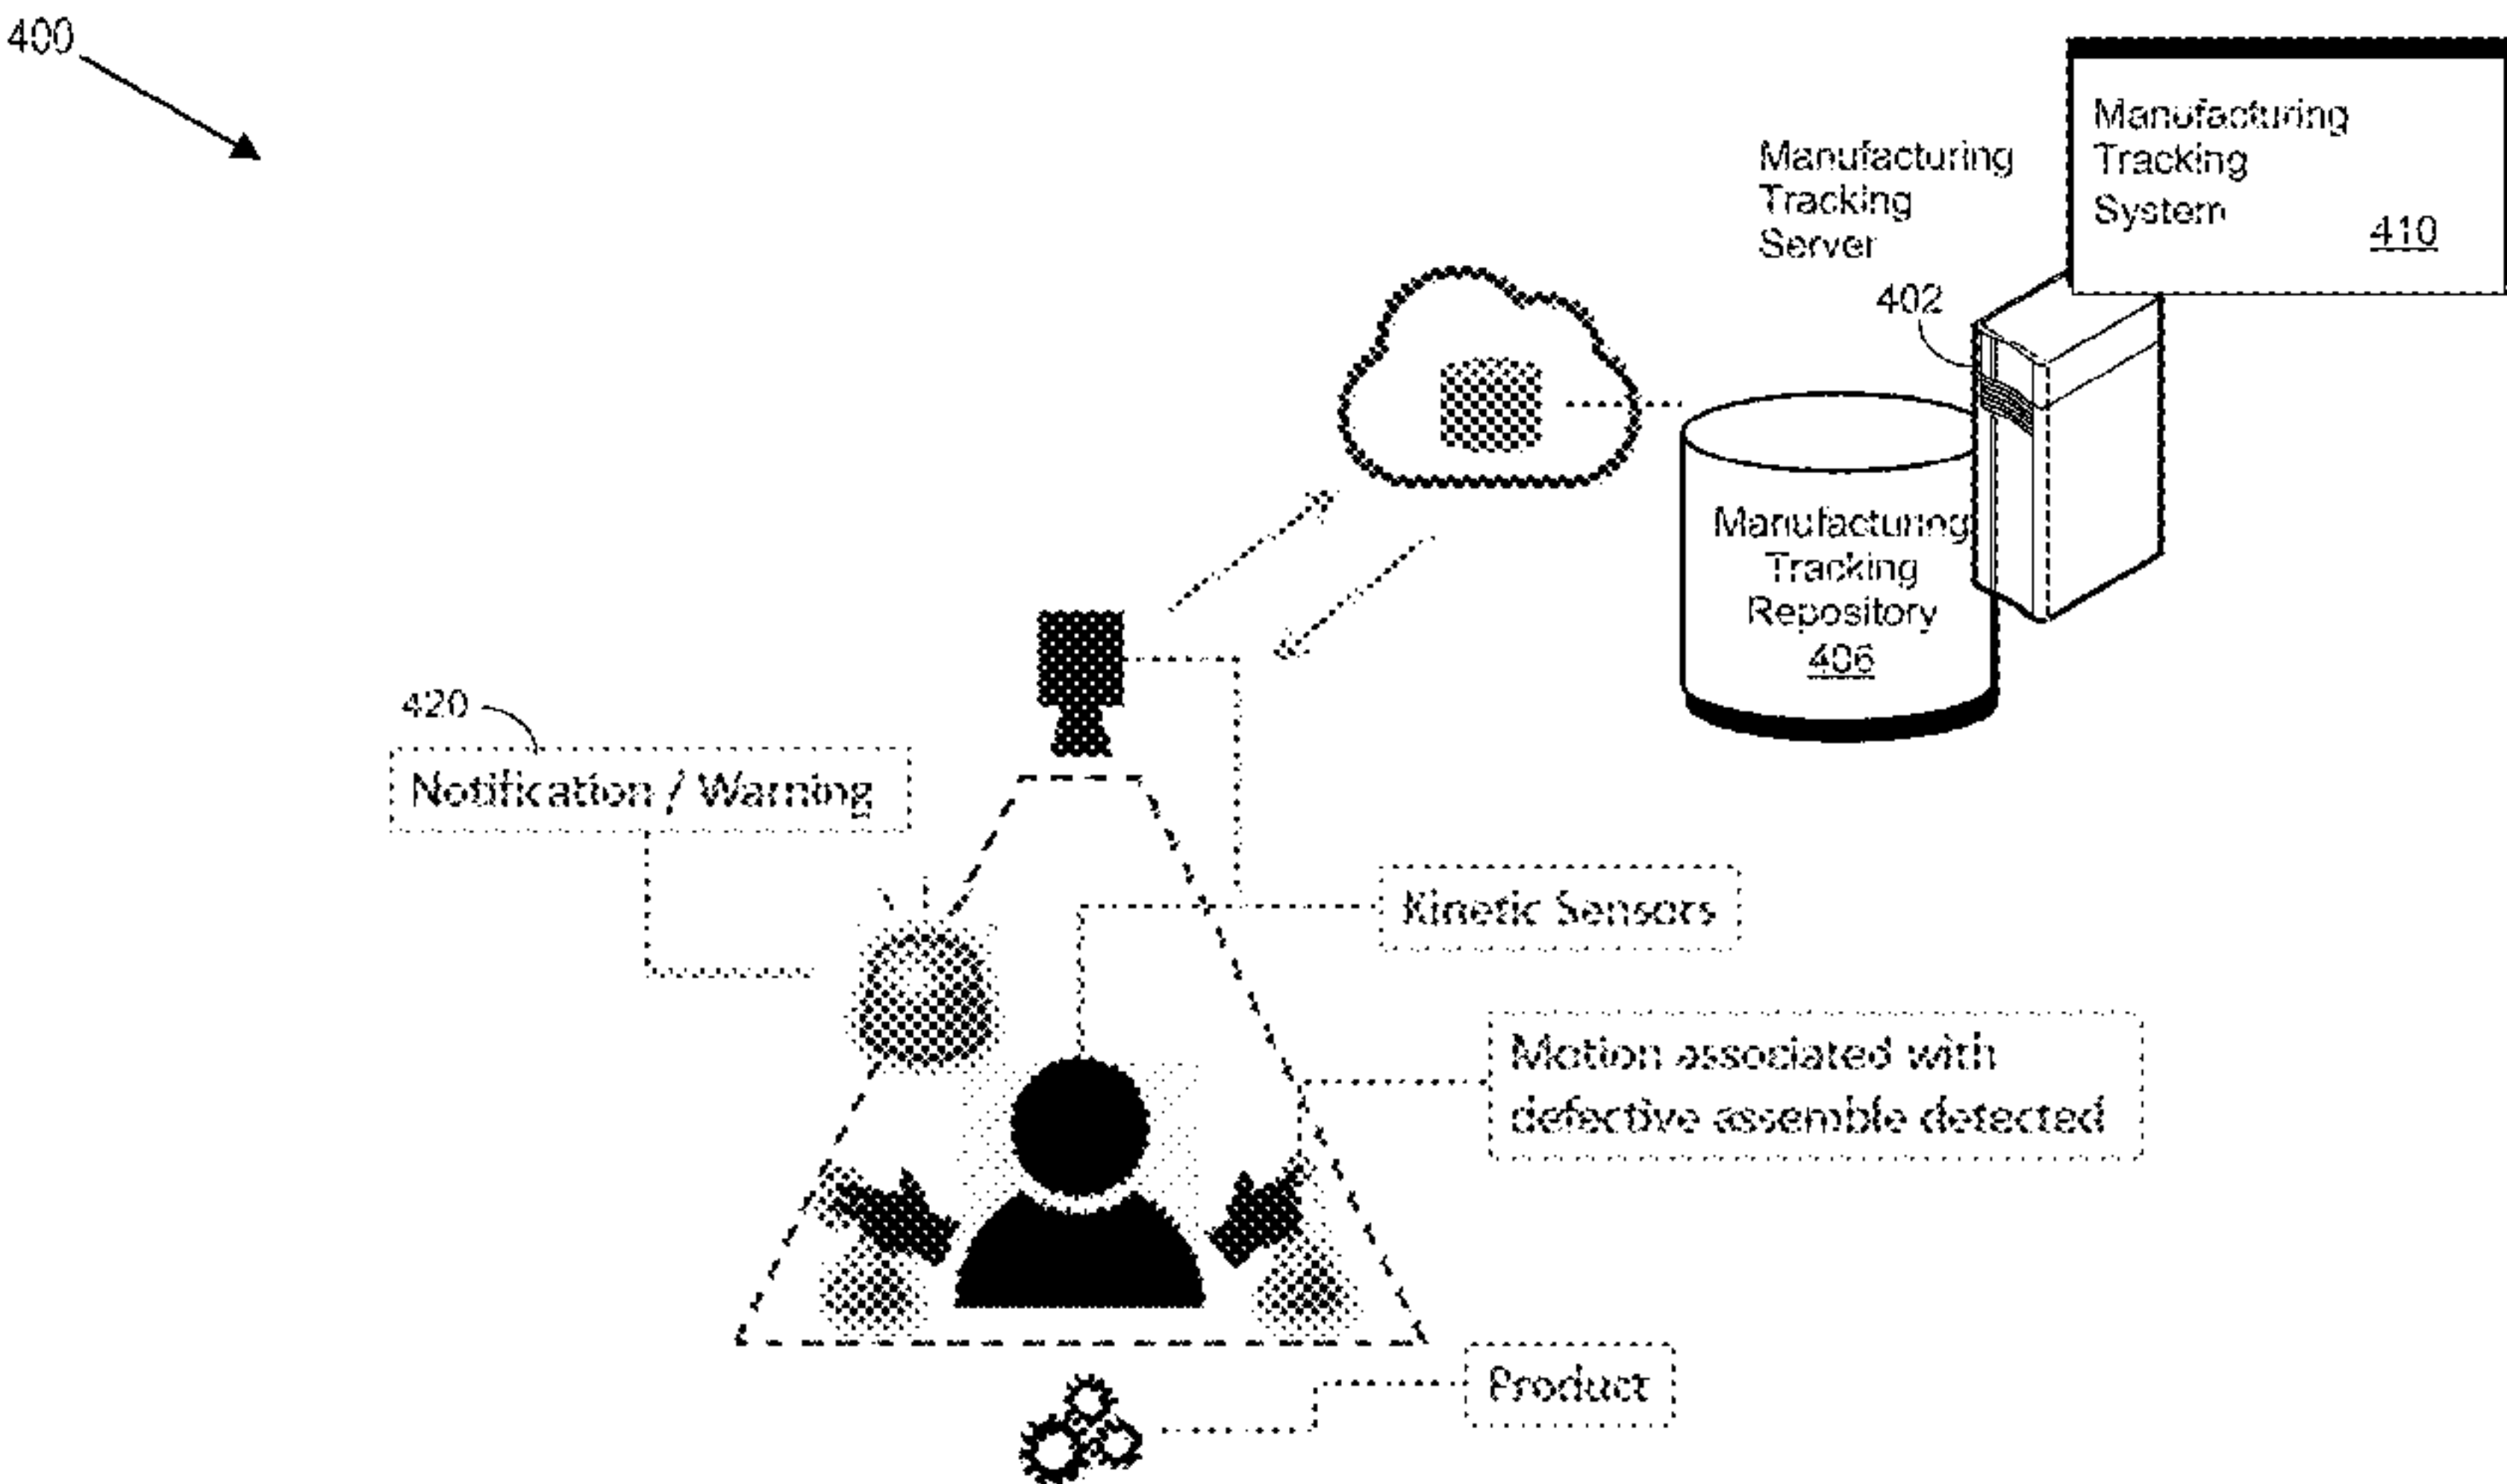 400
Manufacturing
Tracking
System
410
Manufacturing
Tracking
Server
402
Manufacturing
Tracking
Repository
406
420
Notification / Warning
Kinetic Sensors
Motion associated with
defective assemble detected
Product